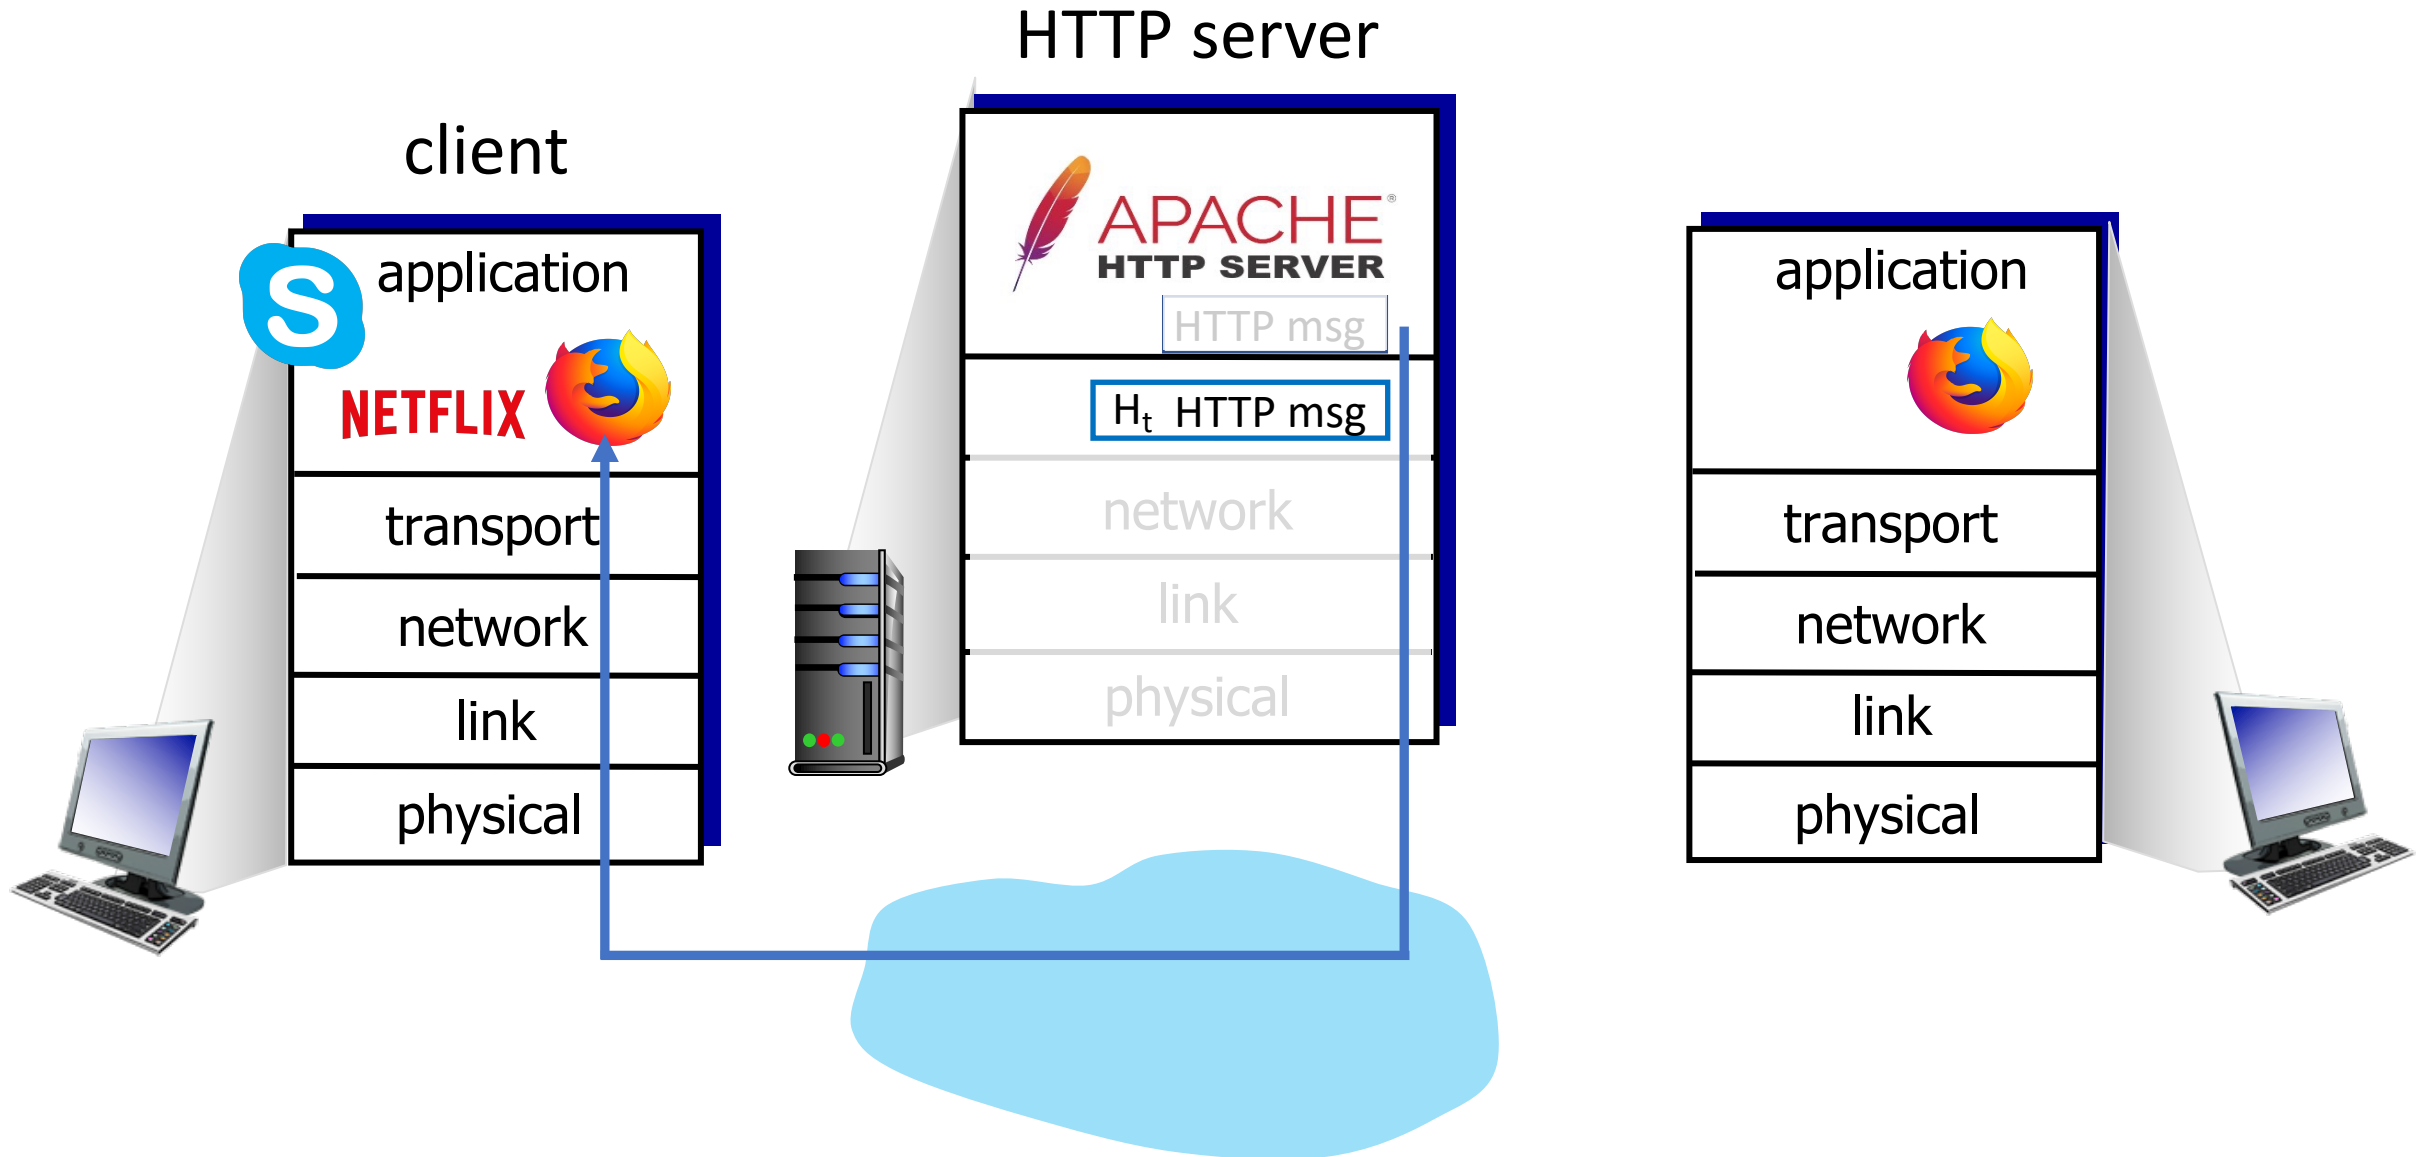 HTTP server
client
application
S
NETFLIX
transport
network
link
physical
APACHE®
HTTP SERVER
HTTP msg
Hₜ HTTP msg
network
link
physical
application
transport
network
link
physical